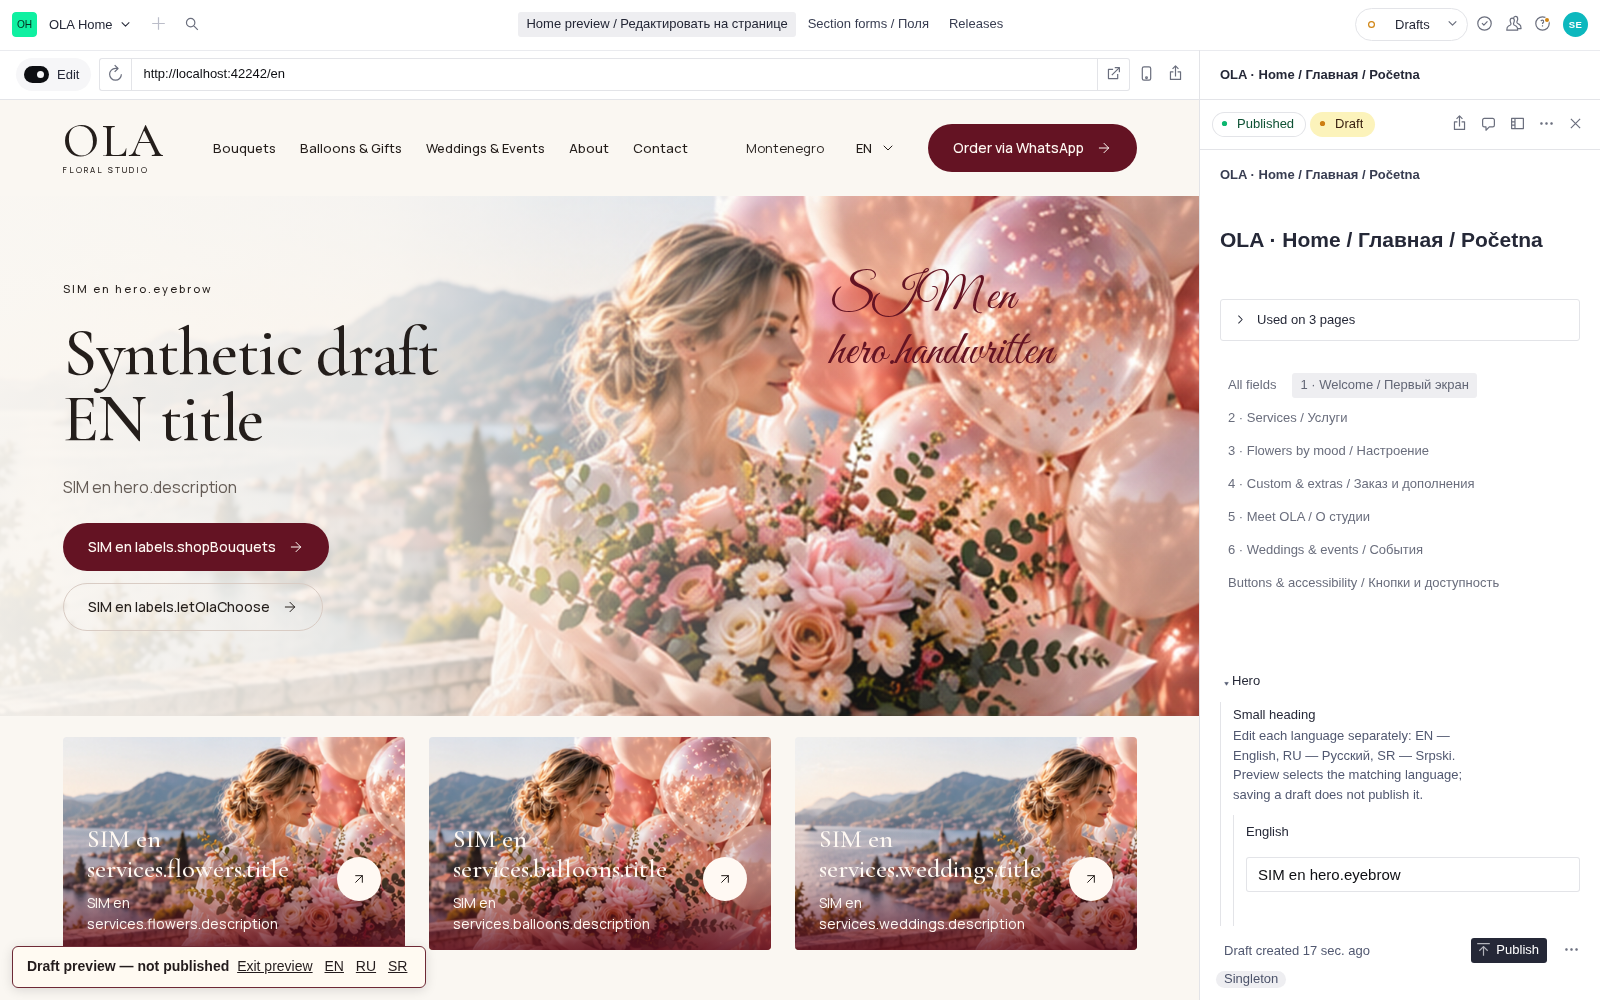 OH OLA Home
Home preview / Редактировать на странице Section forms / Поля Releases
Drafts
SE
Edit
http://localhost:42242/en
OLA · Home / Главная / Početna
OLA
FLORAL STUDIO
Bouquets Balloons & Gifts Weddings & Events About Contact
Montenegro EN Order via WhatsApp
SIM en hero.eyebrow
Synthetic draft
EN title
SIM en hero.description
SIM en labels.shopBouquets
SIM en labels.letOlaChoose
SIM en
hero.handwritten
SIM en
services.flowers.title
SIM en
services.flowers.description
SIM en
services.balloons.title
SIM en
services.balloons.description
SIM en
services.weddings.title
SIM en
services.weddings.description
Draft preview — not published Exit preview EN RU SR
Published Draft
OLA · Home / Главная / Početna
OLA · Home / Главная / Početna
Used on 3 pages
All fields 1 · Welcome / Первый экран
2 · Services / Услуги
3 · Flowers by mood / Настроение
4 · Custom & extras / Заказ и дополнения
5 · Meet OLA / О студии
6 · Weddings & events / События
Buttons & accessibility / Кнопки и доступность
Hero
Small heading
Edit each language separately: EN —
English, RU — Русский, SR — Srpski.
Preview selects the matching language;
saving a draft does not publish it.
English
SIM en hero.eyebrow
Draft created 17 sec. ago
Publish
Singleton